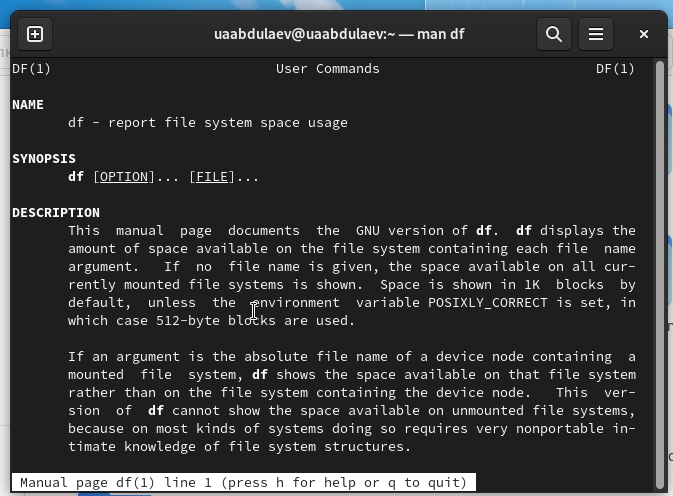 uaabdulaev@uaabdulaev:~ — man df
DF(1) User Commands DF(1)
NAME
df - report file system space usage
SYNOPSIS
df [OPTION]... [FILE]...
DESCRIPTION
This manual page documents the GNU version of df. df displays the
amount of space available on the file system containing each file name
argument. If no file name is given, the space available on all cur-
rently mounted file systems is shown. Space is shown in 1K blocks by
default, unless the environment variable POSIXLY_CORRECT is set, in
which case 512-byte blocks are used.
If an argument is the absolute file name of a device node containing a
mounted file system, df shows the space available on that file system
rather than on the file system containing the device node. This ver-
sion of df cannot show the space available on unmounted file systems,
because on most kinds of systems doing so requires very nonportable in-
timate knowledge of file system structures.
Manual page df(1) line 1 (press h for help or q to quit)